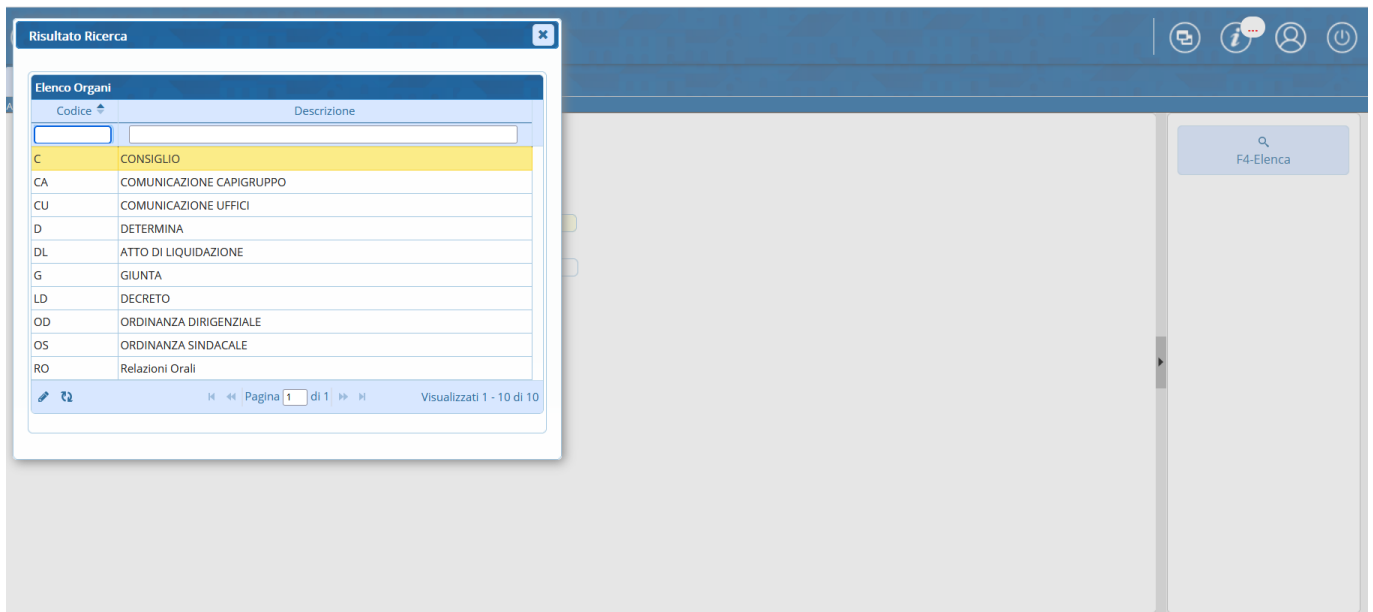 Risultato Ricerca
Elenco Organi
Codice Descrizione
C CONSIGLIO
CA COMUNICAZIONE CAPIGRUPPO
CU COMUNICAZIONE UFFICI
D DETERMINA
DL ATTO DI LIQUIDAZIONE
G GIUNTA
LD DECRETO
OD ORDINANZA DIRIGENZIALE
OS ORDINANZA SINDACALE
RO Relazioni Orali
Pagina 1 di 1 Visualizzati 1 - 10 di 10
...
F4-Elenca